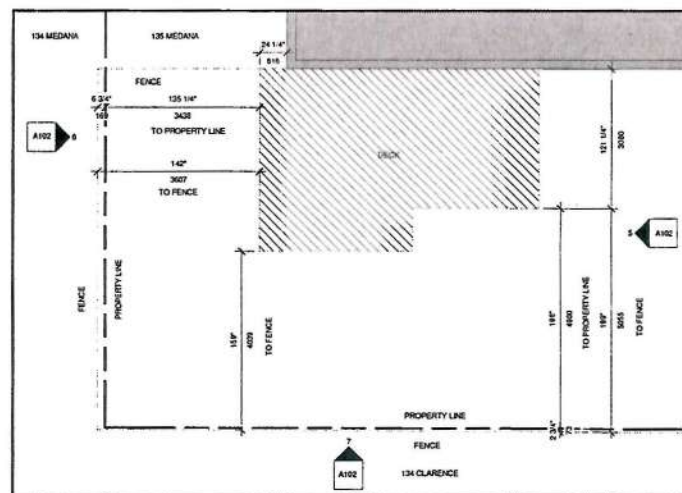 134 MEDANA
135 MEDANA
24 1/4"
616
FENCE
6 3/4"
135 1/4"
169
3438
TO PROPERTY LINE
A102
6
142"
3607
TO FENCE
DECK
121 1/4"
3080
5
A102
FENCE
PROPERTY LINE
159"
4039
TO FENCE
196"
4980
TO PROPERTY LINE
199"
5055
TO FENCE
PROPERTY LINE
2 3/4"
73
7
FENCE
A102
134 CLARENCE